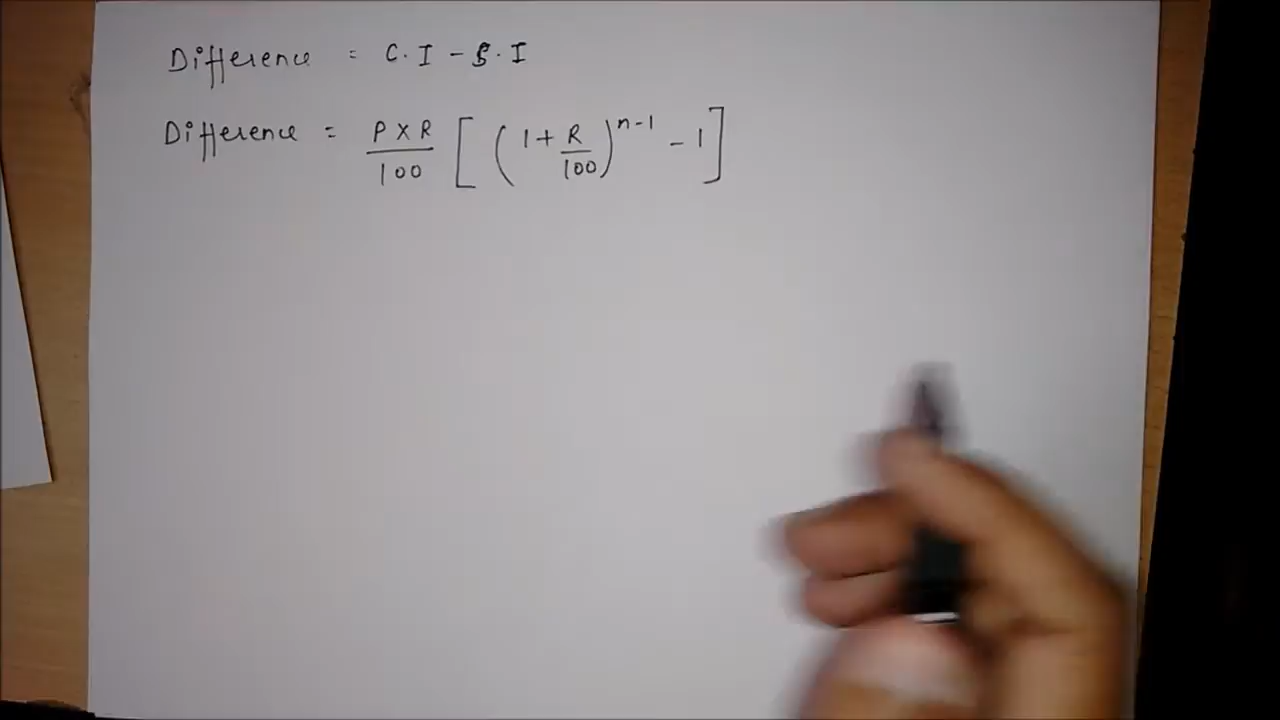 Difference = C.I - S.I
Difference = P X R / 100 [ ( 1 + R / 100 )^n-1 - 1 ]